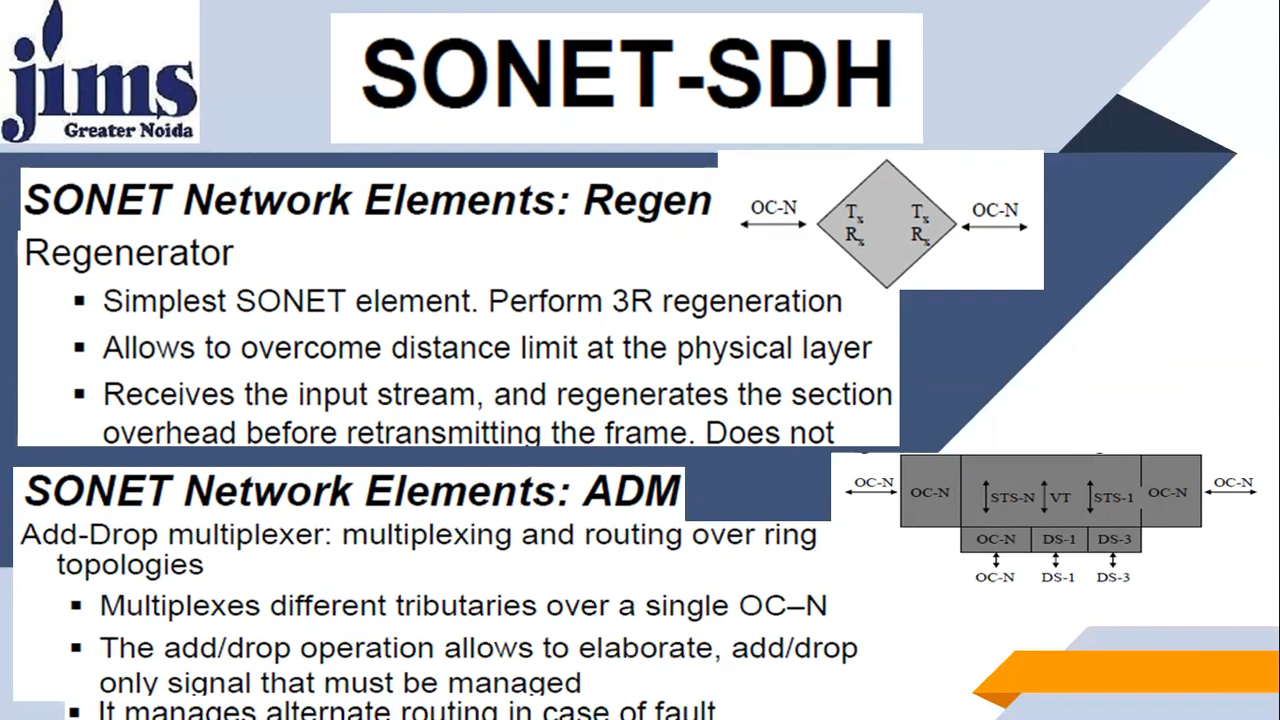 jims
Greater Noida
SONET-SDH
SONET Network Elements: Regen
Regenerator
▪ Simplest SONET element. Perform 3R regeneration
▪ Allows to overcome distance limit at the physical layer
▪ Receives the input stream, and regenerates the section
overhead before retransmitting the frame. Does not
OC-N Tx Tx OC-N
Rx Rx
SONET Network Elements: ADM
Add-Drop multiplexer: multiplexing and routing over ring
topologies
▪ Multiplexes different tributaries over a single OC–N
▪ The add/drop operation allows to elaborate, add/drop
only signal that must be managed
▪ It manages alternate routing in case of fault
OC-N OC-N STS-N VT STS-1 OC-N OC-N
OC-N DS-1 DS-3
OC-N DS-1 DS-3